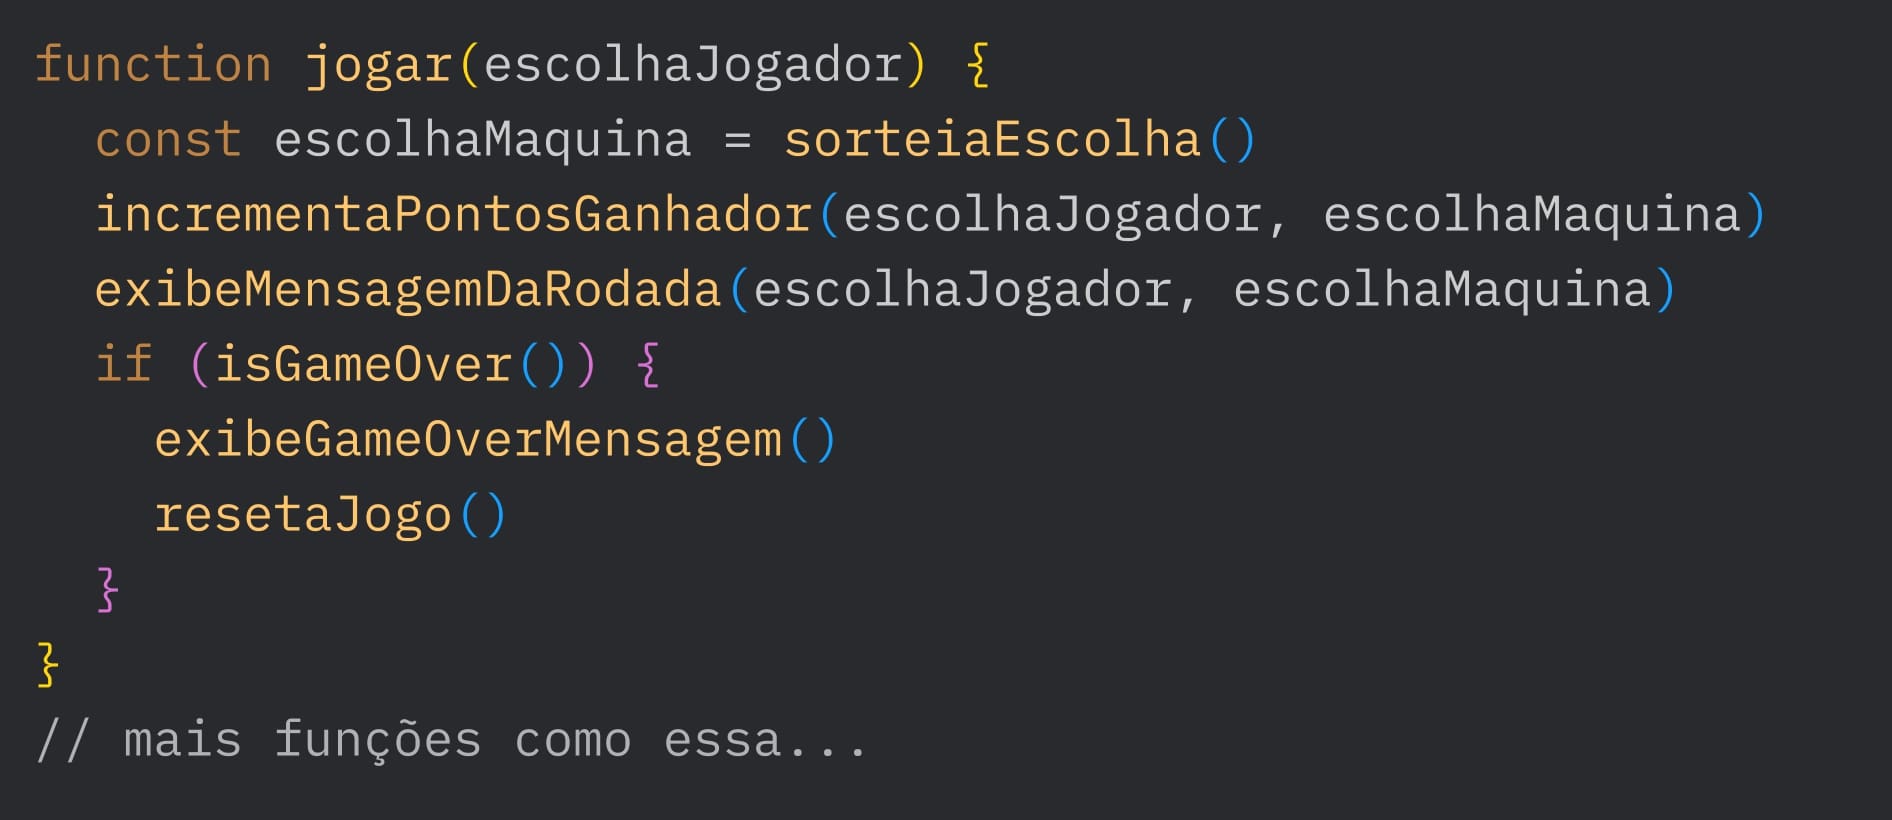 function jogar(escolhaJogador) {
  const escolhaMaquina = sorteiaEscolha()
  incrementaPontosGanhador(escolhaJogador, escolhaMaquina)
  exibeMensagemDaRodada(escolhaJogador, escolhaMaquina)
  if (isGameOver()) {
    exibeGameOverMensagem()
    resetaJogo()
  }
}
// mais funções como essa...